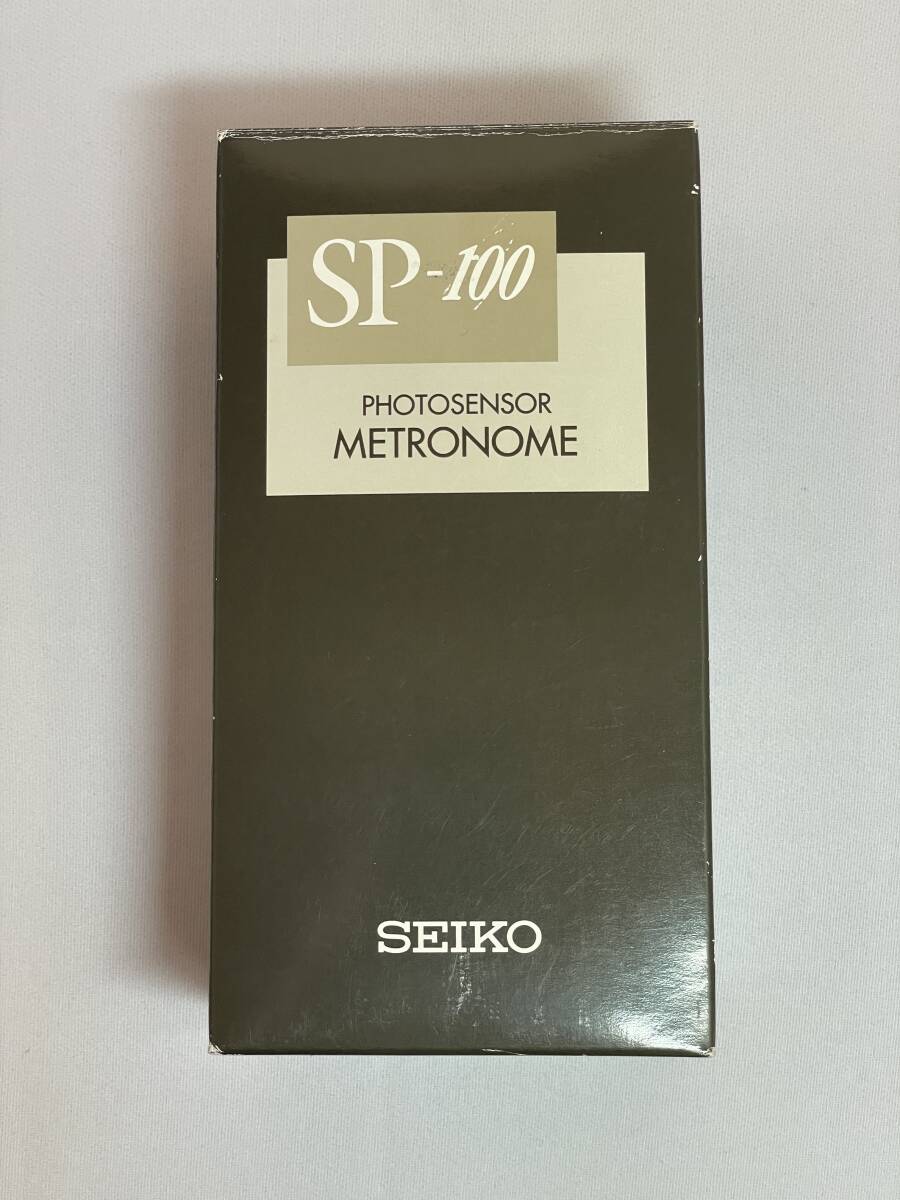 SP-100
PHOTOSENSOR
METRONOME
SEIKO